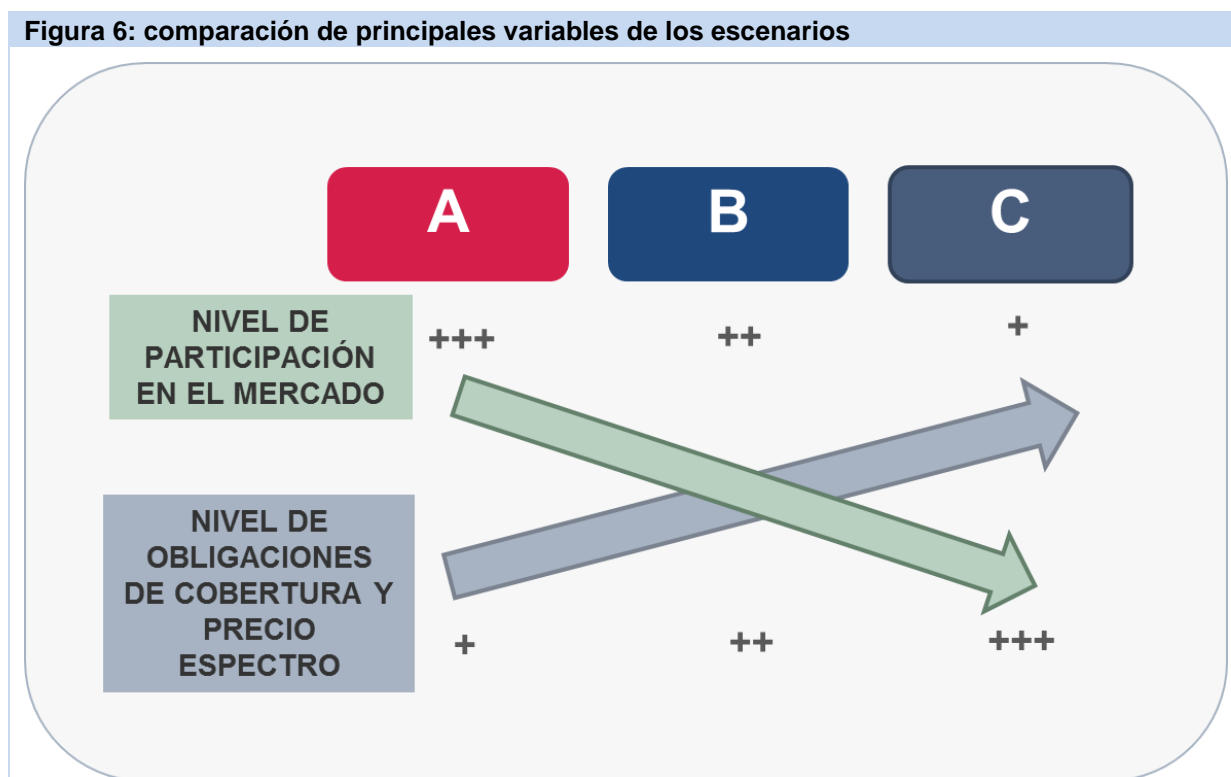 Figura 6: comparación de principales variables de los escenarios
A
B
C
NIVEL DE
PARTICIPACIÓN
EN EL MERCADO
+++
++
+
NIVEL DE
OBLIGACIONES
DE COBERTURA Y
PRECIO
ESPECTRO
+
++
+++